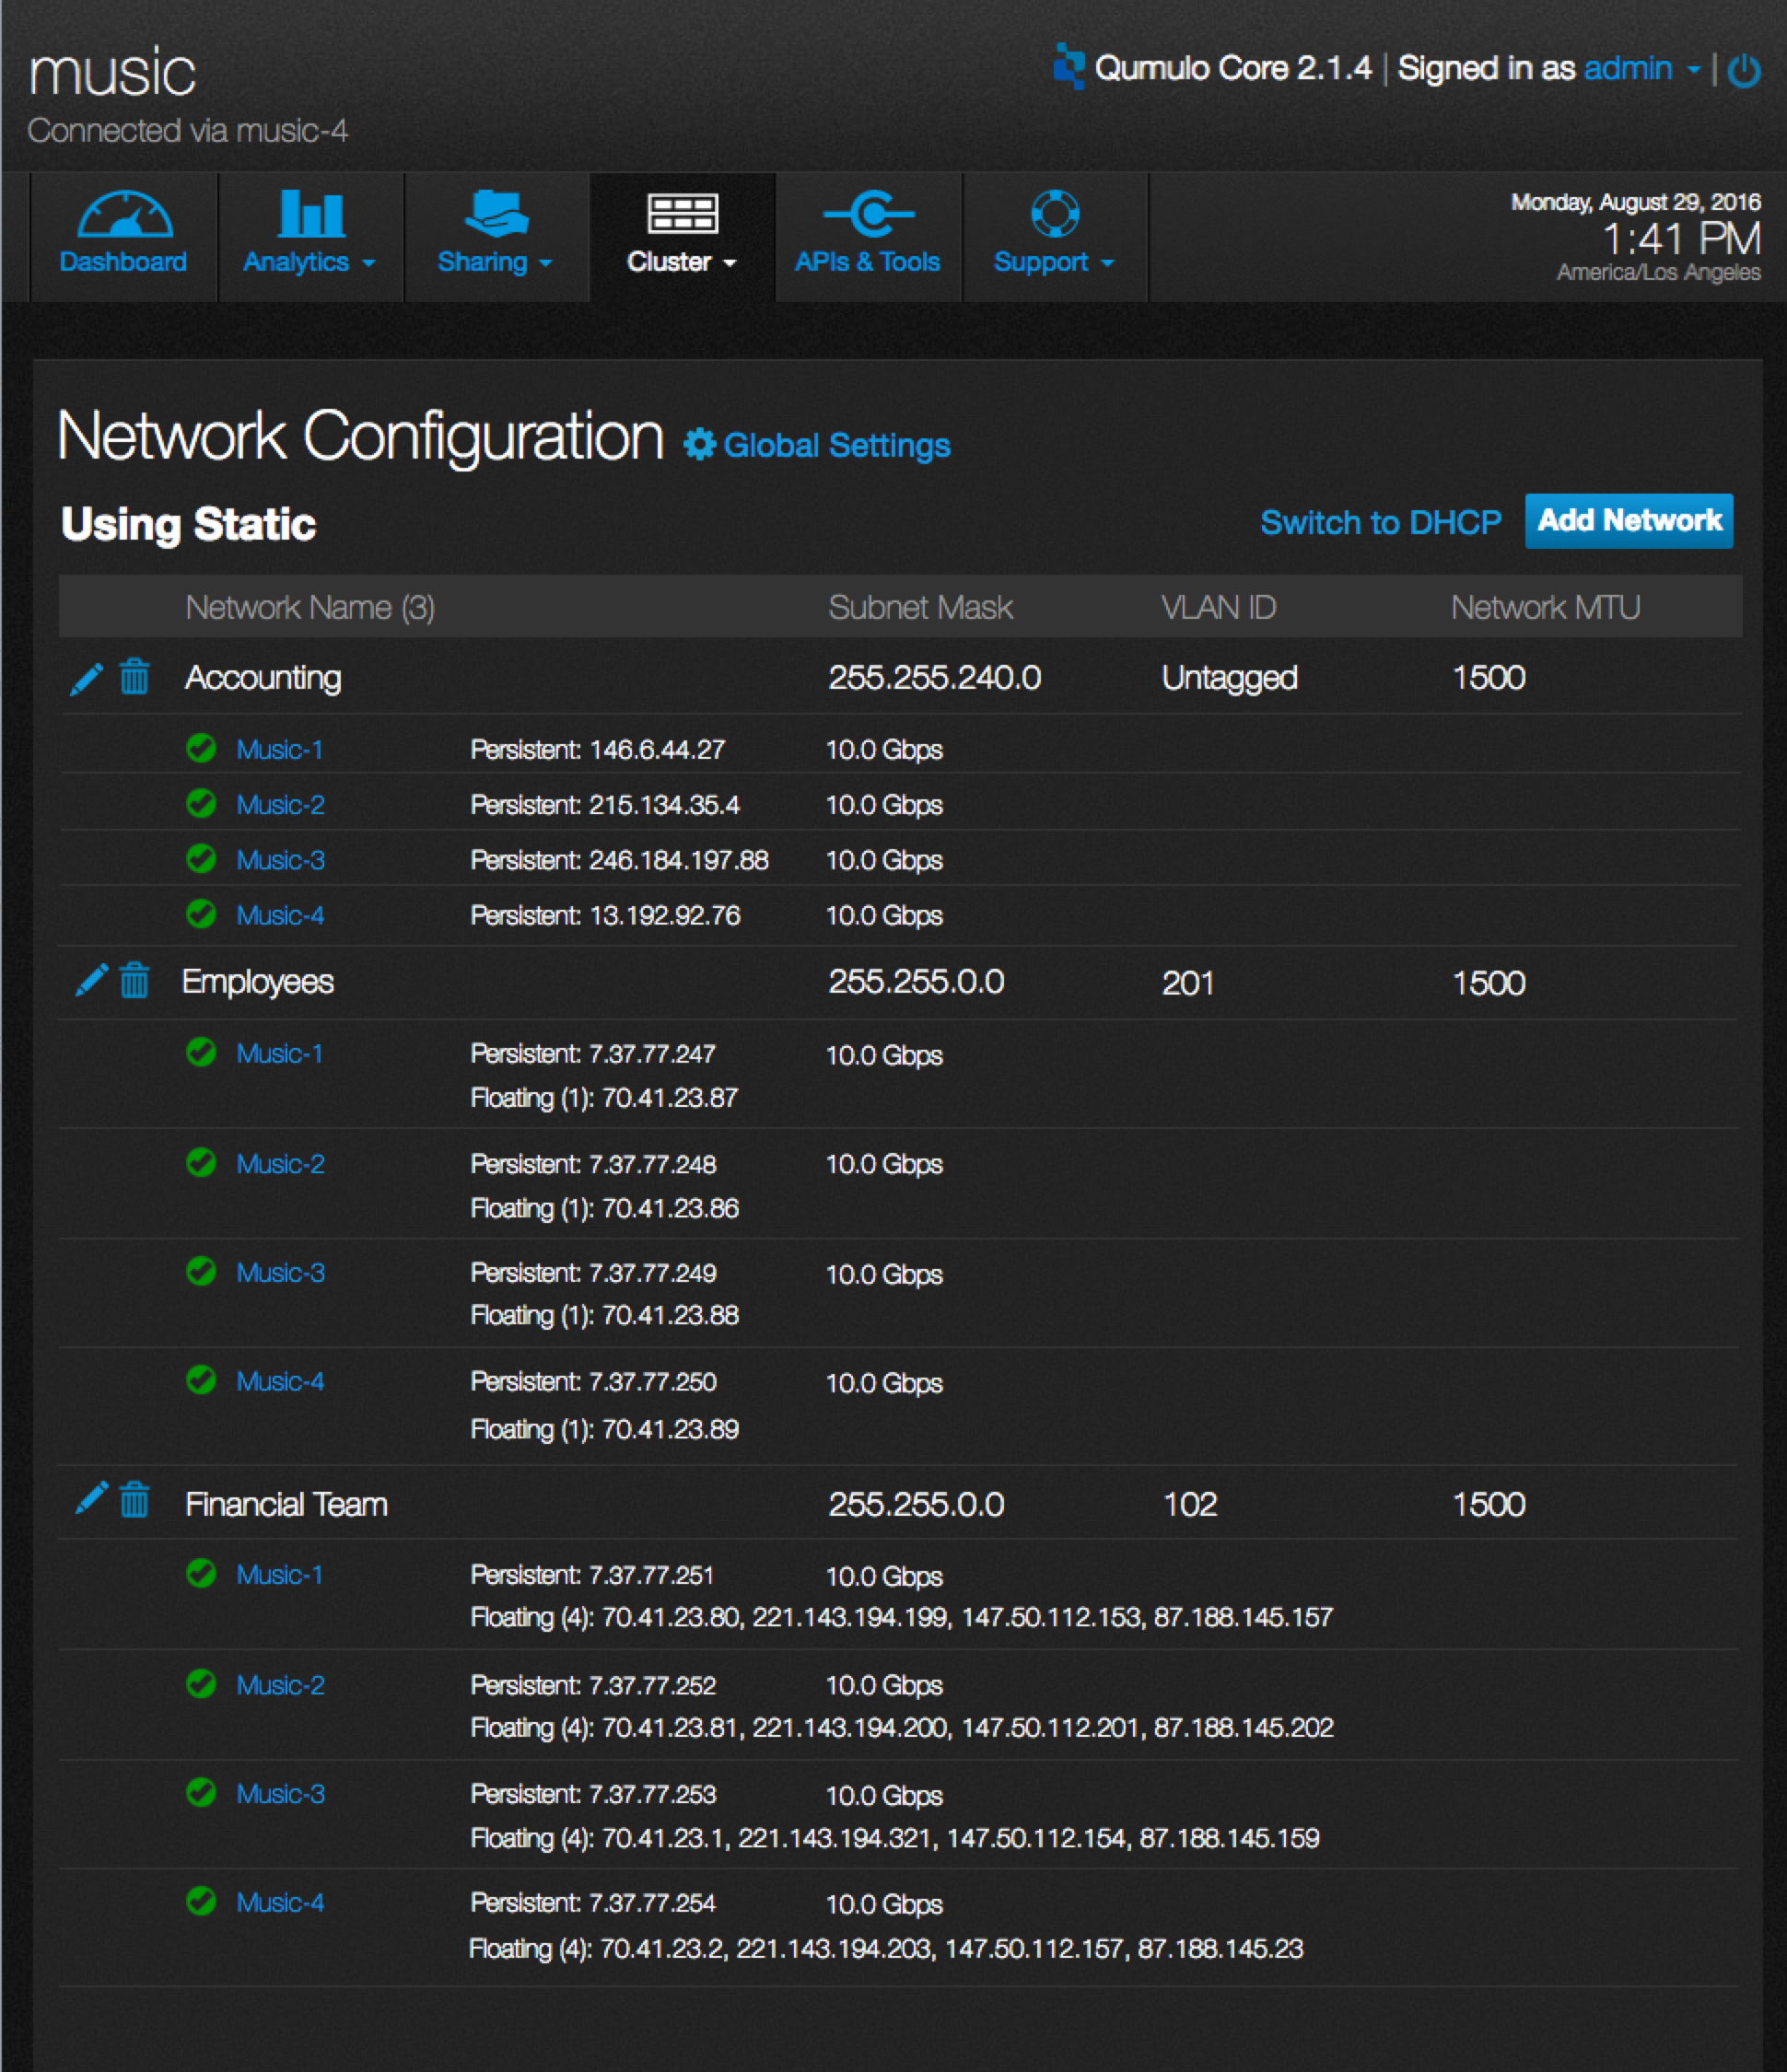 music
Qumulo Core 2.1.4 | Signed in as admin |
Connected via music-4
Dashboard Analytics Sharing Cluster APIs & Tools Support
Monday, August 29, 2016
1:41 PM
America/Los Angeles
Network Configuration Global Settings
Using Static Switch to DHCP Add Network
Network Name (3) Subnet Mask VLAN ID Network MTU
Accounting 255.255.240.0 Untagged 1500
Music-1 Persistent: 146.6.44.27 10.0 Gbps
Music-2 Persistent: 215.134.35.4 10.0 Gbps
Music-3 Persistent: 246.184.197.88 10.0 Gbps
Music-4 Persistent: 13.192.92.76 10.0 Gbps
Employees 255.255.0.0 201 1500
Music-1 Persistent: 7.37.77.247 10.0 Gbps
Floating (1): 70.41.23.87
Music-2 Persistent: 7.37.77.248 10.0 Gbps
Floating (1): 70.41.23.86
Music-3 Persistent: 7.37.77.249 10.0 Gbps
Floating (1): 70.41.23.88
Music-4 Persistent: 7.37.77.250 10.0 Gbps
Floating (1): 70.41.23.89
Financial Team 255.255.0.0 102 1500
Music-1 Persistent: 7.37.77.251 10.0 Gbps
Floating (4): 70.41.23.80, 221.143.194.199, 147.50.112.153, 87.188.145.157
Music-2 Persistent: 7.37.77.252 10.0 Gbps
Floating (4): 70.41.23.81, 221.143.194.200, 147.50.112.201, 87.188.145.202
Music-3 Persistent: 7.37.77.253 10.0 Gbps
Floating (4): 70.41.23.1, 221.143.194.321, 147.50.112.154, 87.188.145.159
Music-4 Persistent: 7.37.77.254 10.0 Gbps
Floating (4): 70.41.23.2, 221.143.194.203, 147.50.112.157, 87.188.145.23